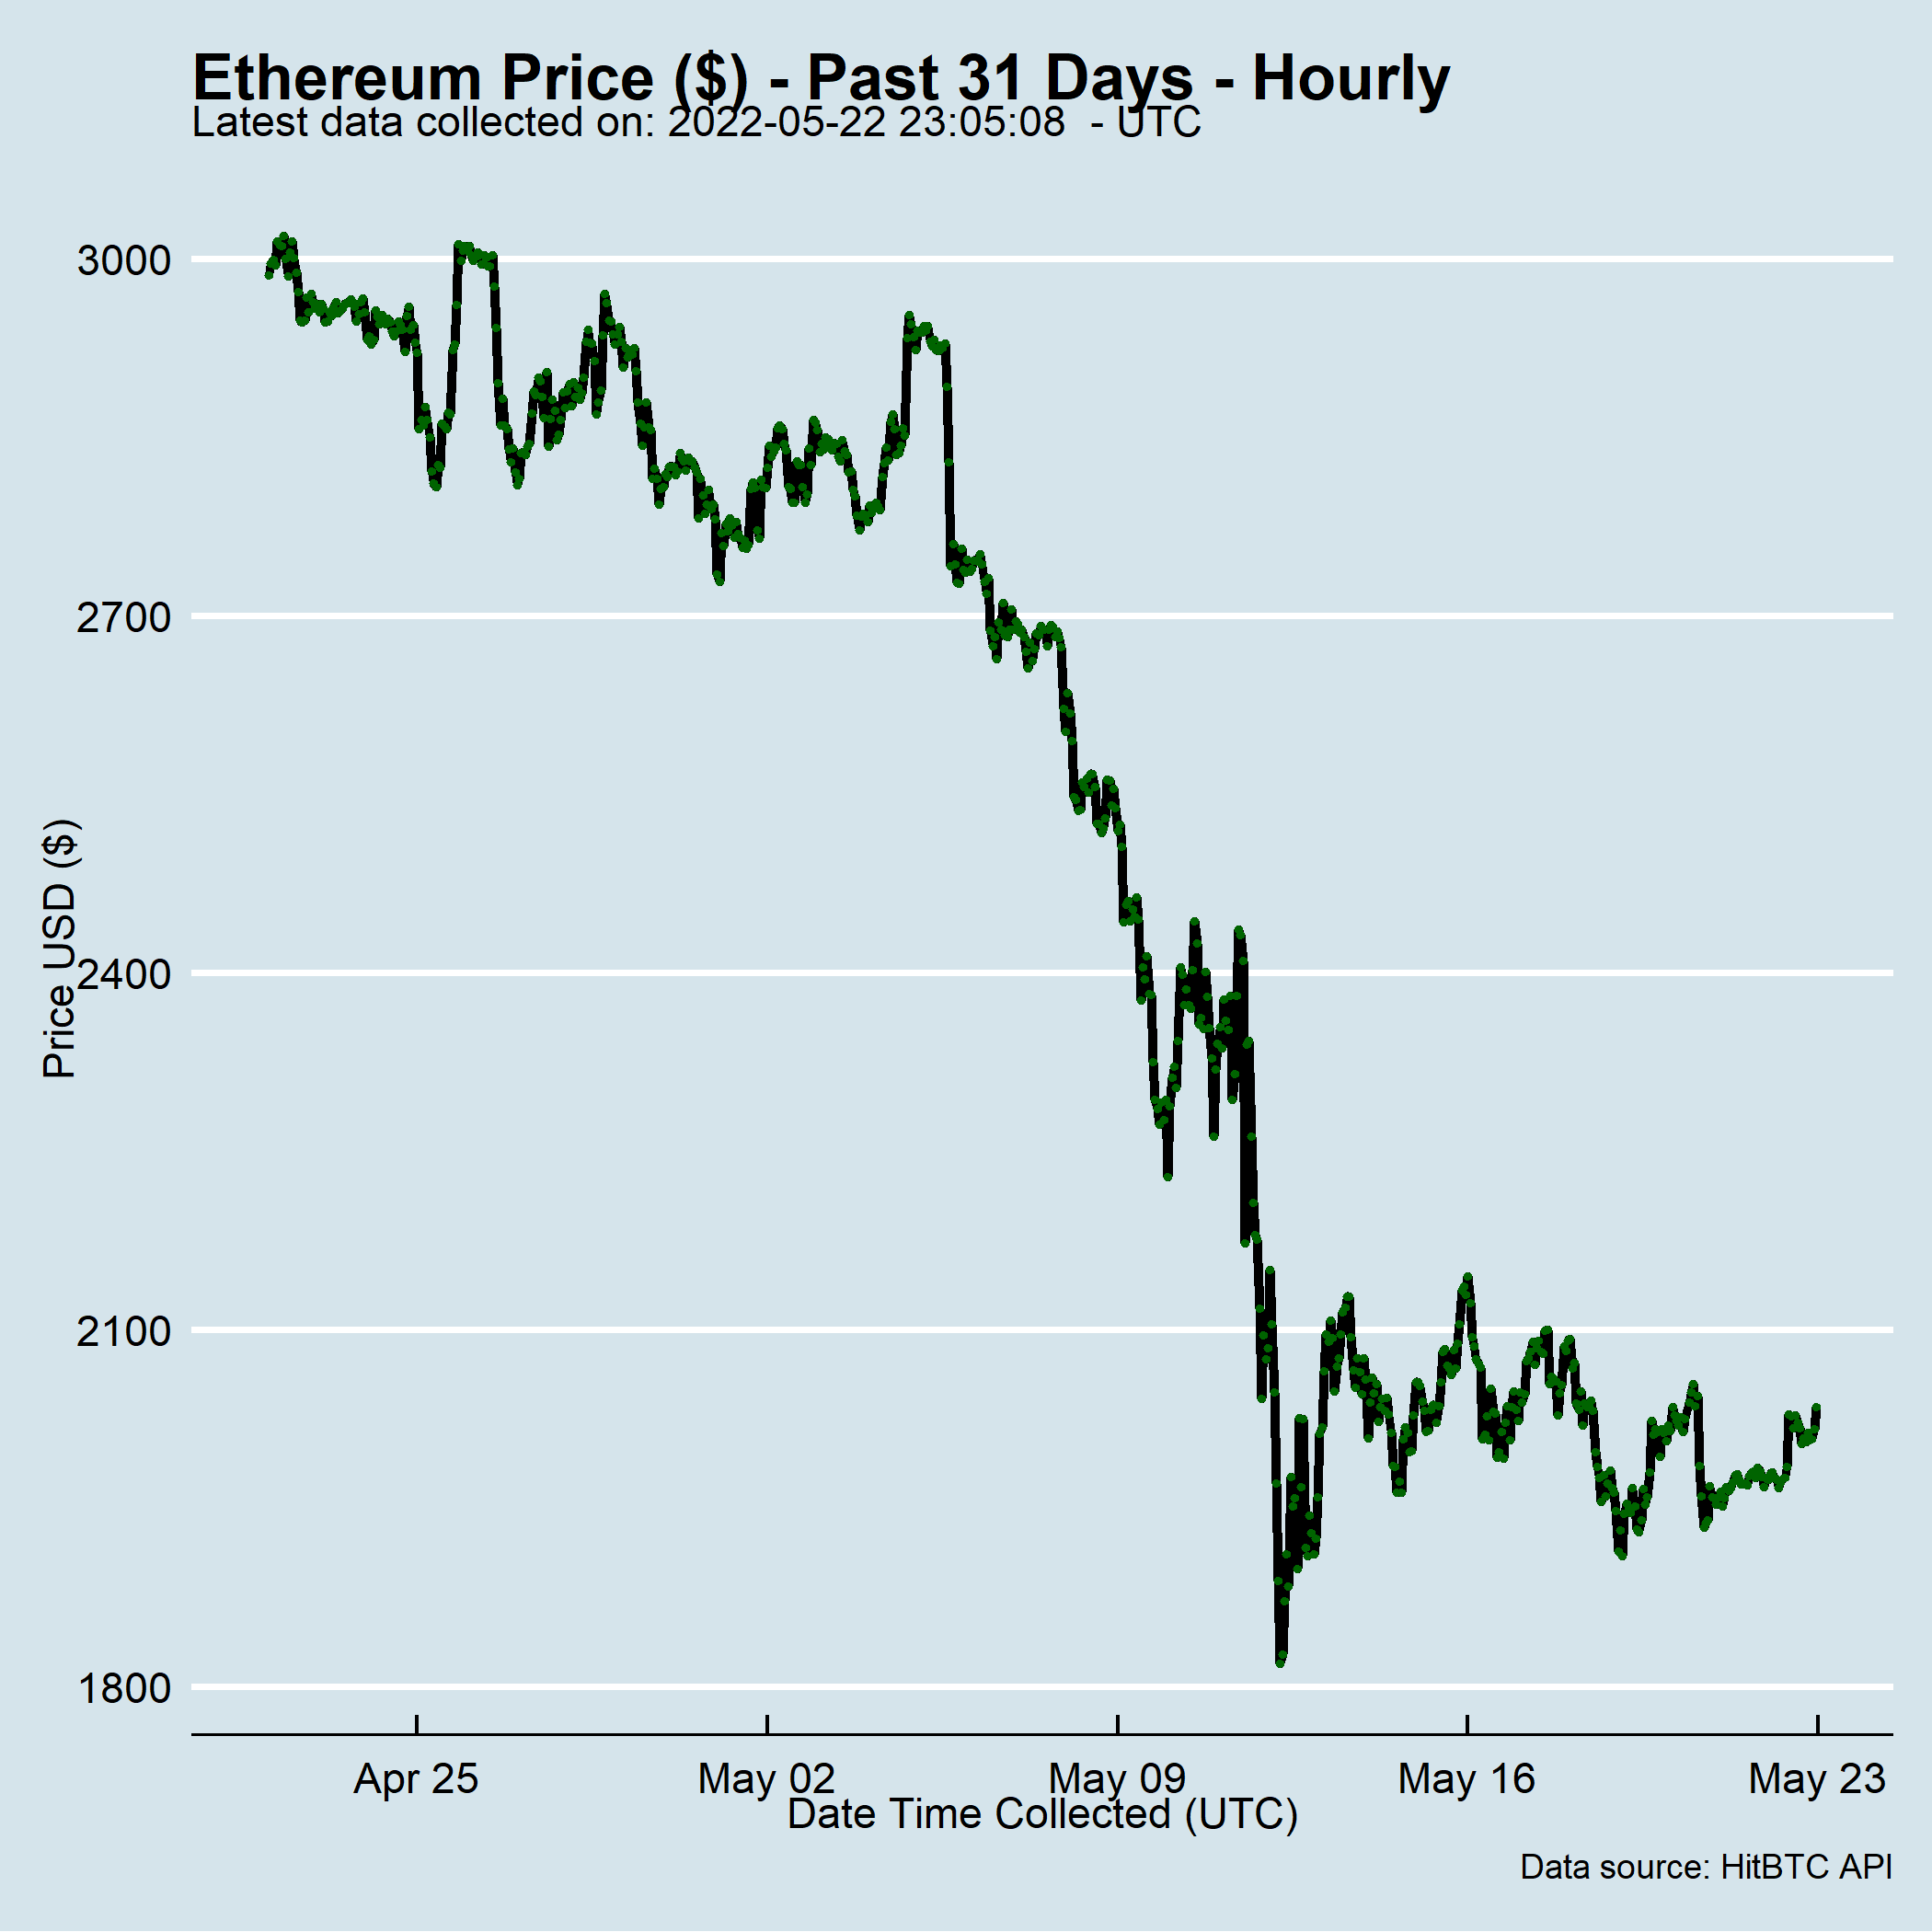 Ethereum Price ($) - Past 31 Days - Hourly
Latest data collected on: 2022-05-22 23:05:08  - UTC
3000
2700
2400
2100
1800
Price USD ($)
Apr 25
May 02
May 09
May 16
May 23
Date Time Collected (UTC)
Data source: HitBTC API